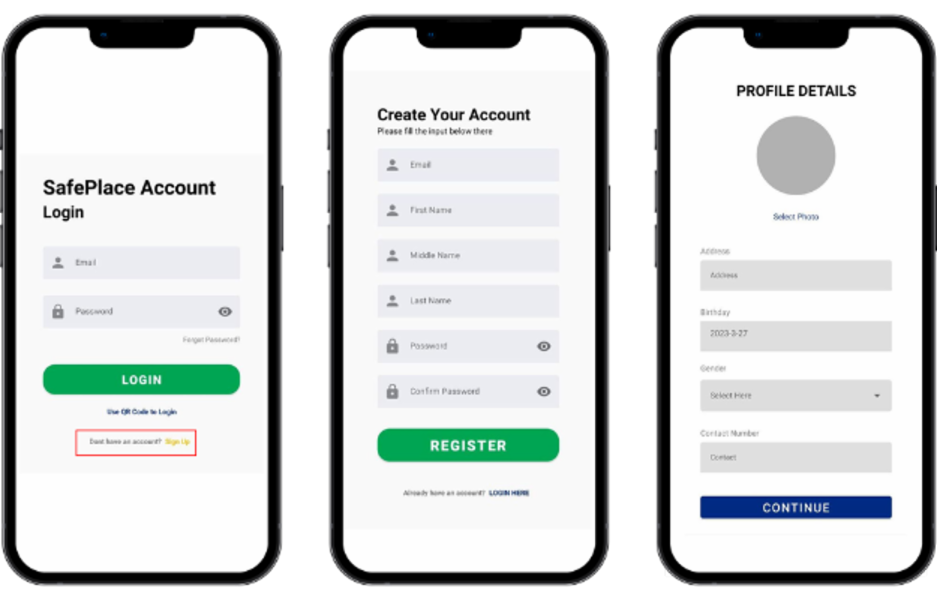 SafePlace Account
Login
Email
Password
Forget Password?
LOGIN
Use QR Code to Login
Dont have an account? Sign Up
Create Your Account
Please fill the input below there
Email
First Name
Middle Name
Last Name
Password
Confirm Password
REGISTER
Already have an account? LOGIN HERE
PROFILE DETAILS
Select Photo
Address
Address
Birthday
2023-3-27
Gender
Select Here
Contact Number
Contact
CONTINUE